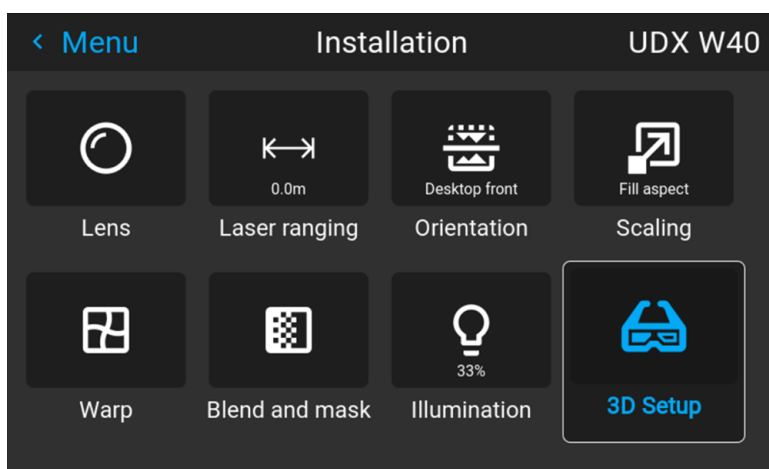 Menu Installation UDX W40
0.0m Desktop front Fill aspect
Lens Laser ranging Orientation Scaling
33%
Warp Blend and mask Illumination 3D Setup